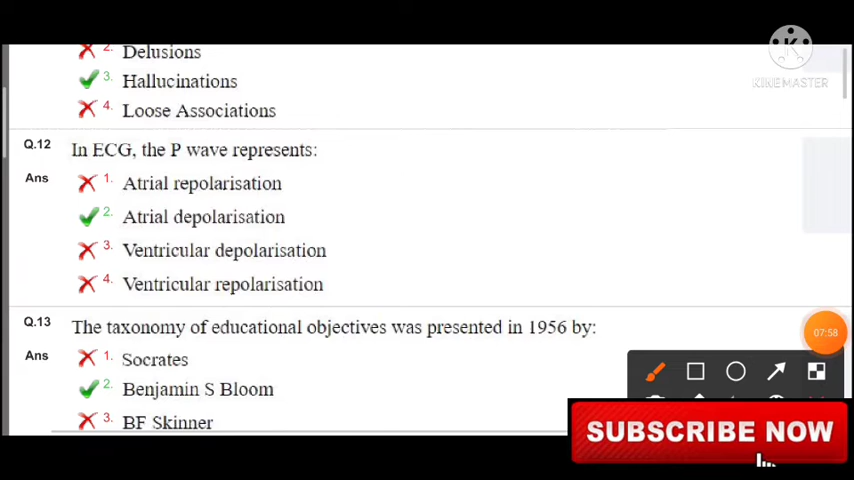 2. Delusions
3. Hallucinations
4. Loose Associations
KINEMASTER
Q.12 In ECG, the P wave represents:
Ans 1. Atrial repolarisation
2. Atrial depolarisation
3. Ventricular depolarisation
4. Ventricular repolarisation
Q.13 The taxonomy of educational objectives was presented in 1956 by:
Ans 1. Socrates
2. Benjamin S Bloom
3. BF Skinner
07:58
SUBSCRIBE NOW